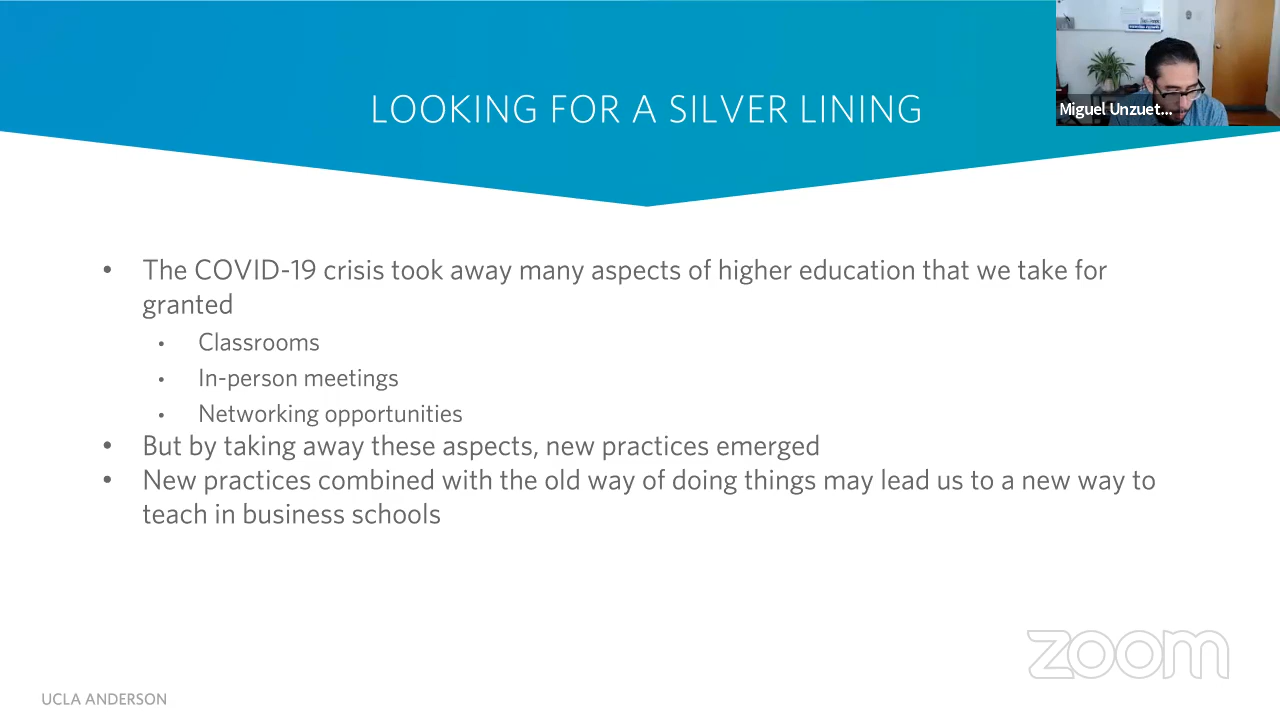 LOOKING FOR A SILVER LINING
Miguel Unzuet...
• The COVID-19 crisis took away many aspects of higher education that we take for
granted
• Classrooms
• In-person meetings
• Networking opportunities
• But by taking away these aspects, new practices emerged
• New practices combined with the old way of doing things may lead us to a new way to
teach in business schools
zoom
UCLA ANDERSON